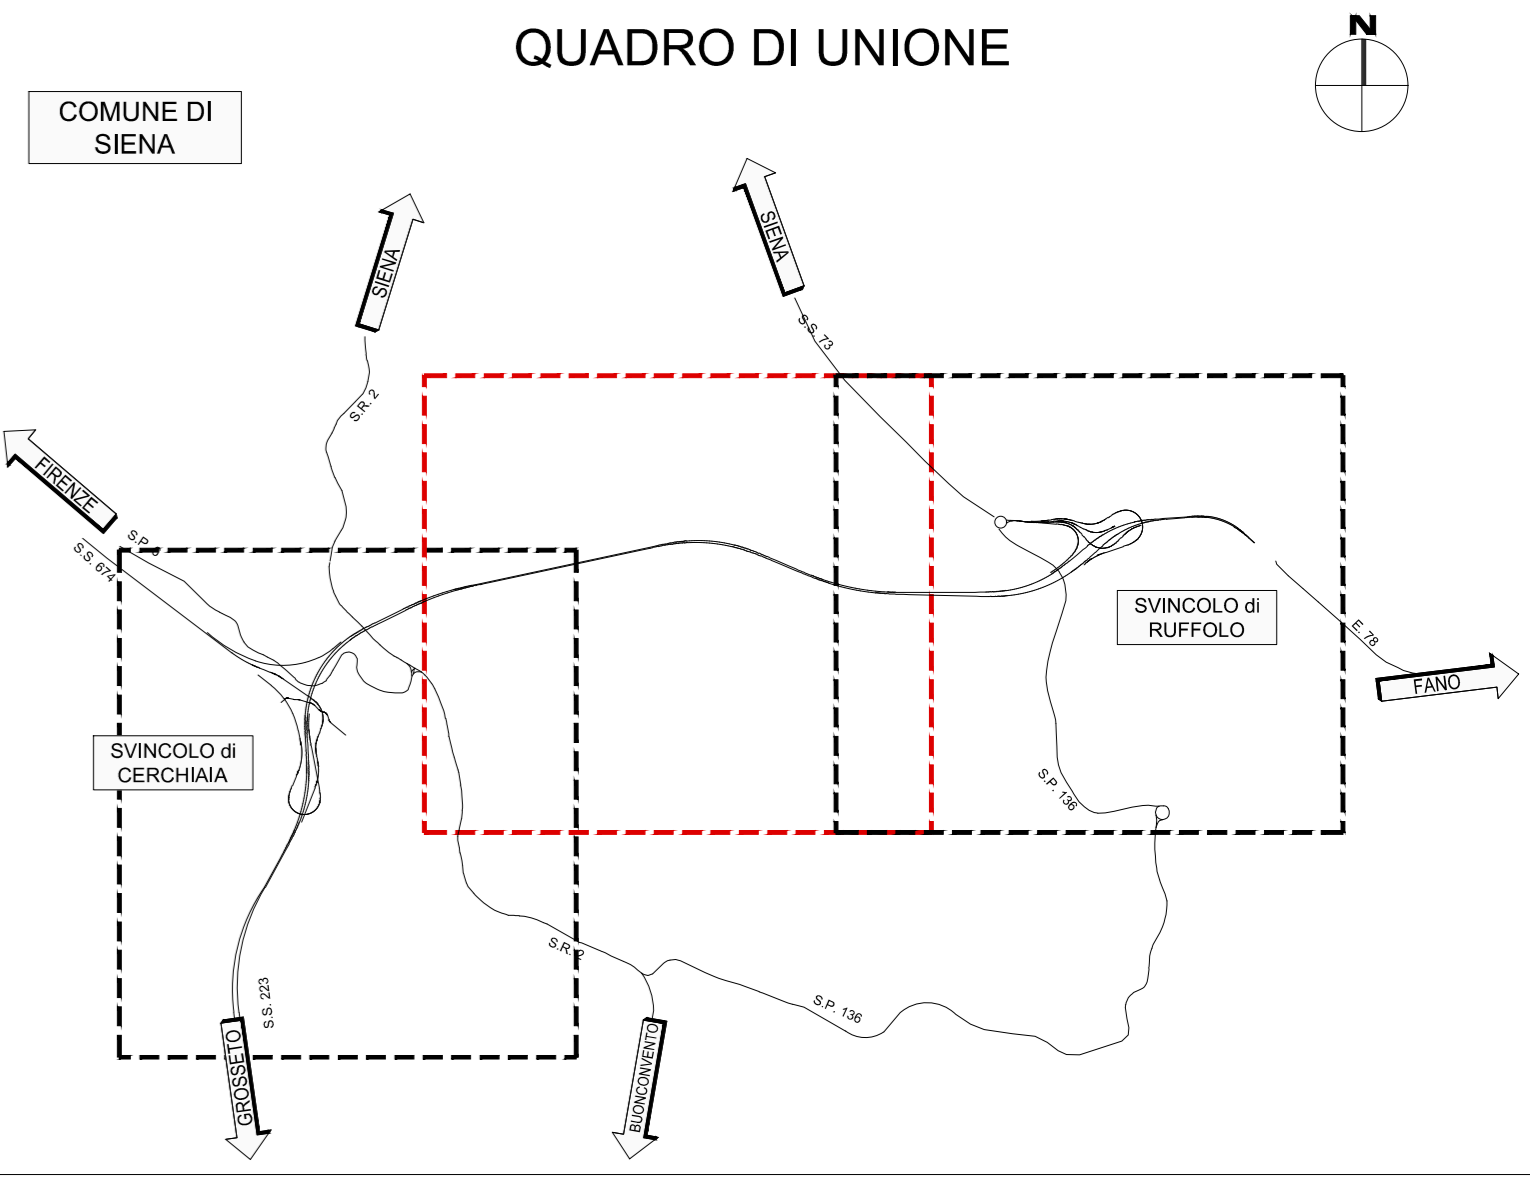 QUADRO DI UNIONE
N
COMUNE DI
SIENA
SIENA
SIENA
S.S. 73
S.R. 2
FIRENZE
S.P.
S.S. 674
SVINCOLO di
RUFFOLO
E. 78
FANO
SVINCOLO di
CERCHIAIA
S.P. 136
S.R. 2
S.S. 223
S.P. 136
GROSSETO
BUONCONVENTO